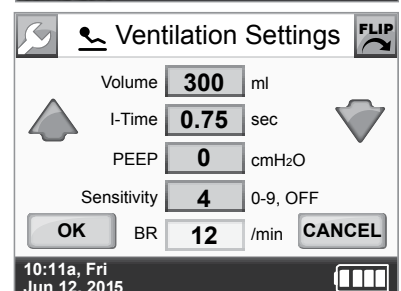 Ventilation Settings FLIP
Volume 300 ml
I-Time 0.75 sec
PEEP 0 cmH2O
Sensitivity 4 0-9, OFF
OK BR 12 /min CANCEL
10:11a, Fri
Jun 12, 2015